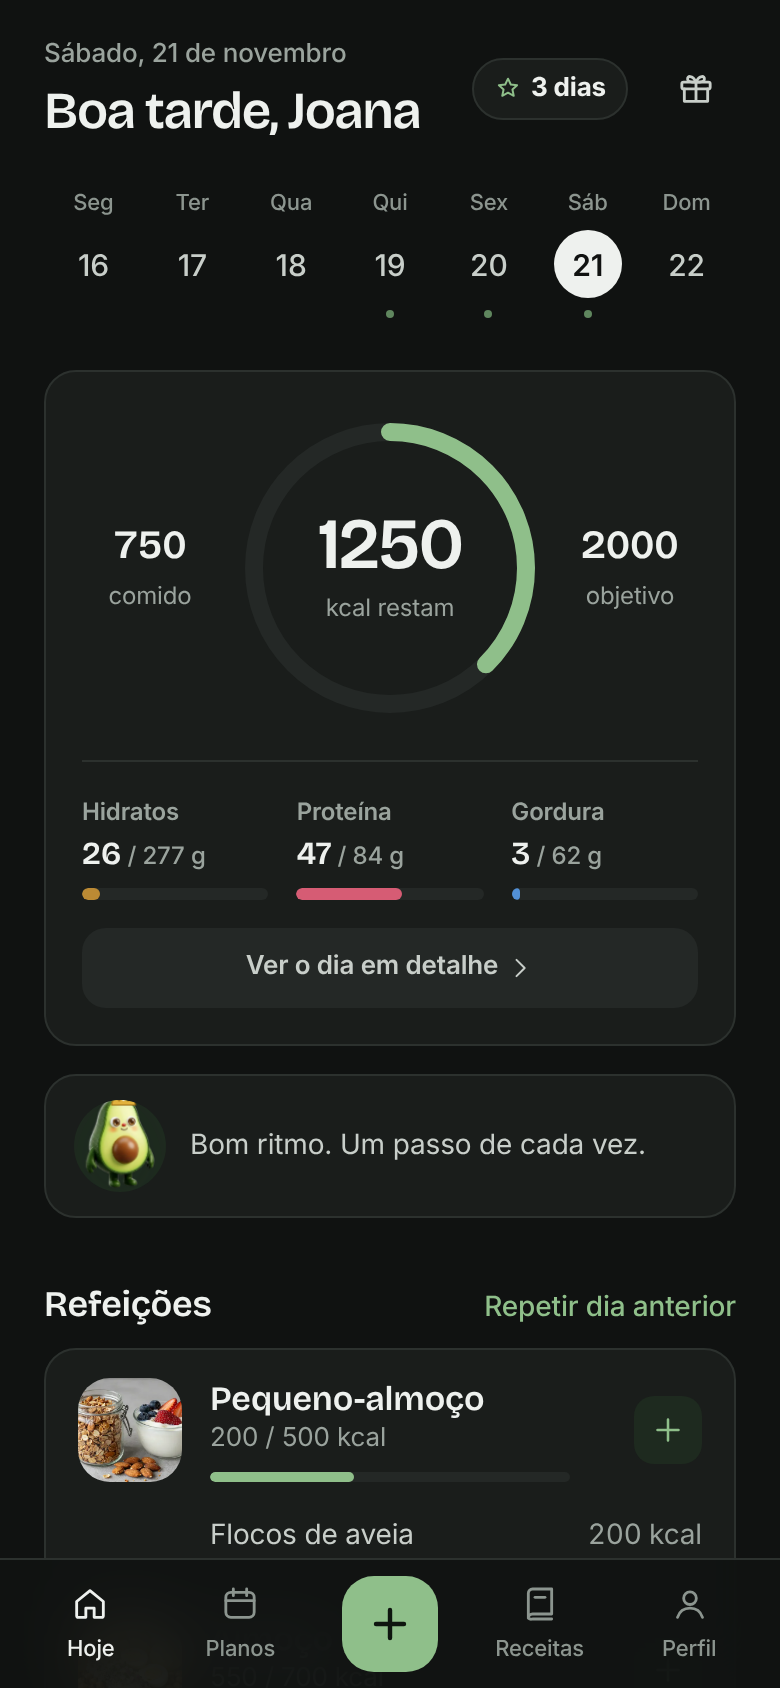 Sábado, 21 de novembro
Boa tarde, Joana
3 dias
Seg Ter Qua Qui Sex Sáb Dom
16 17 18 19 20 21 22
750
comido
1250
kcal restam
2000
objetivo
Hidratos Proteína Gordura
26 / 277 g 47 / 84 g 3 / 62 g
Ver o dia em detalhe
Bom ritmo. Um passo de cada vez.
Refeições Repetir dia anterior
Pequeno-almoço
200 / 500 kcal
Flocos de aveia 200 kcal
550 / 700 kcal
Hoje Planos Receitas Perfil